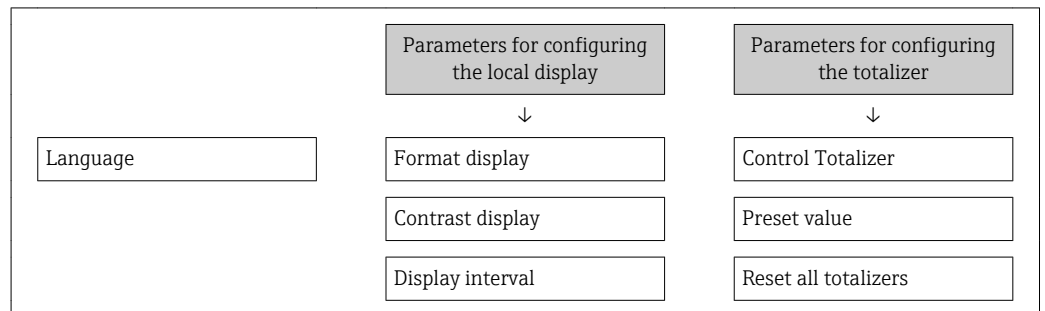 Parameters for configuring
the local display
Parameters for configuring
the totalizer
↓
↓
Language
Format display
Control Totalizer
Contrast display
Preset value
Display interval
Reset all totalizers